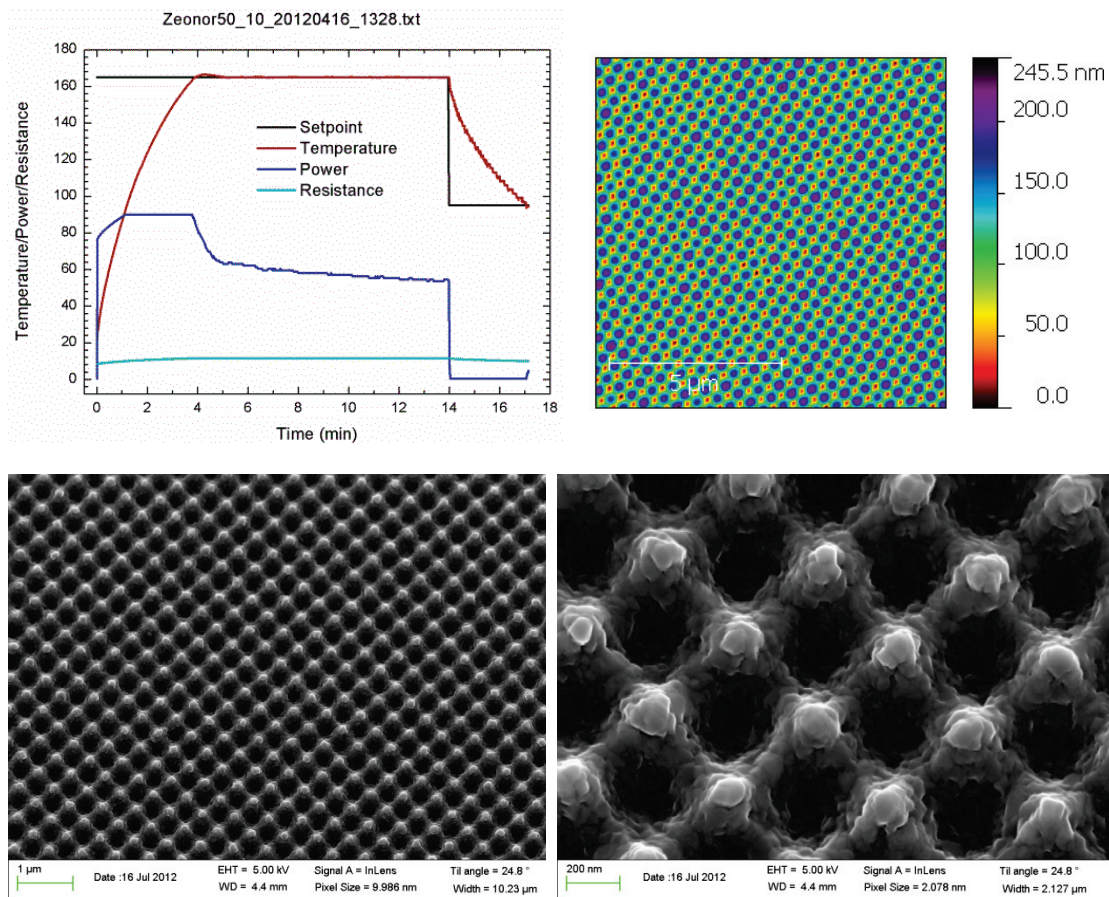 Zeonor50_10_20120416_1328.txt
Temperature/Power/Resistance
180
160
140
120
100
80
60
40
20
0
Setpoint
Temperature
Power
Resistance
0 2 4 6 8 10 12 14 16 18
Time (min)
245.5 nm
200.0
150.0
100.0
50.0
0.0
5 µm
1 µm
Date :16 Jul 2012
EHT = 5.00 kV
WD = 4.4 mm
Signal A = InLens
Pixel Size = 9.986 nm
Til angle = 24.8 °
Width = 10.23 µm
200 nm
Date :16 Jul 2012
EHT = 5.00 kV
WD = 4.4 mm
Signal A = InLens
Pixel Size = 2.078 nm
Til angle = 24.8 °
Width = 2.127 µm